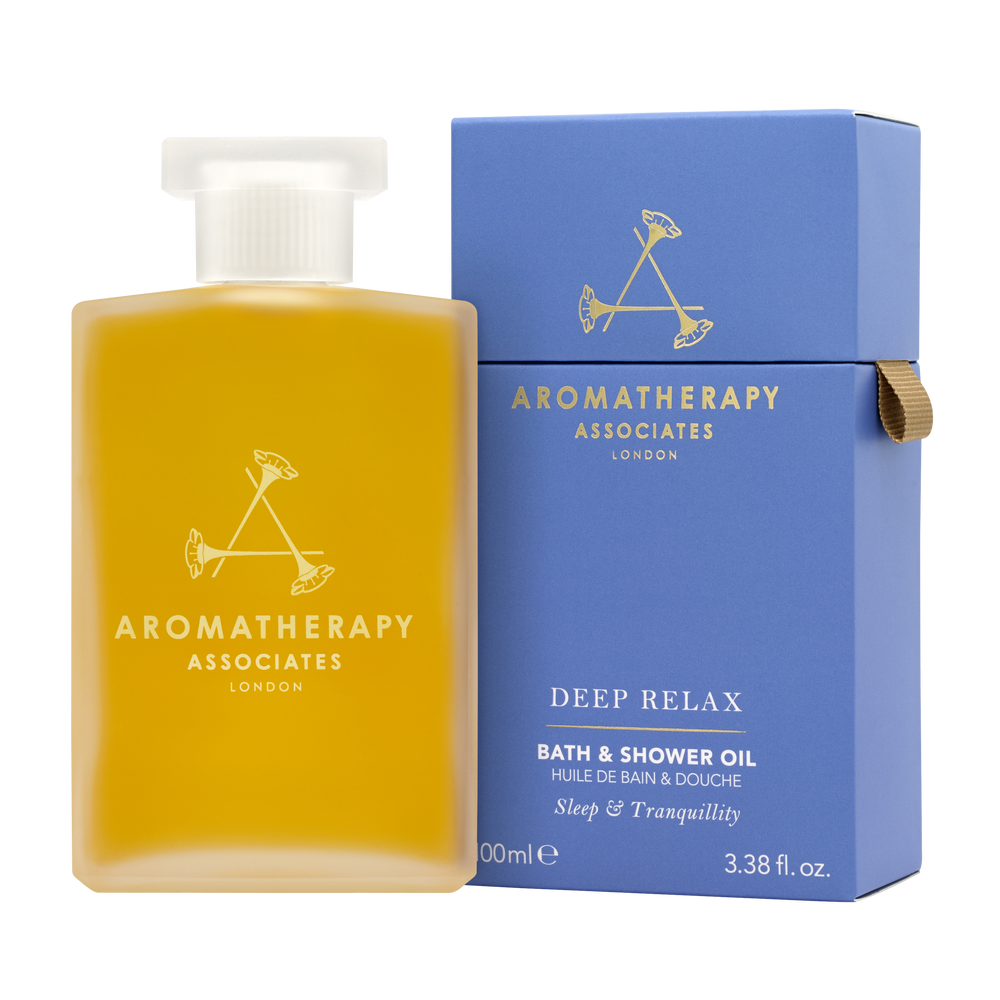 AROMATHERAPY
ASSOCIATES
LONDON
AROMATHERAPY
ASSOCIATES
LONDON
DEEP RELAX
BATH & SHOWER OIL
HUILE DE BAIN & DOUCHE
Sleep & Tranquillity
100ml ℮
3.38 fl. oz.